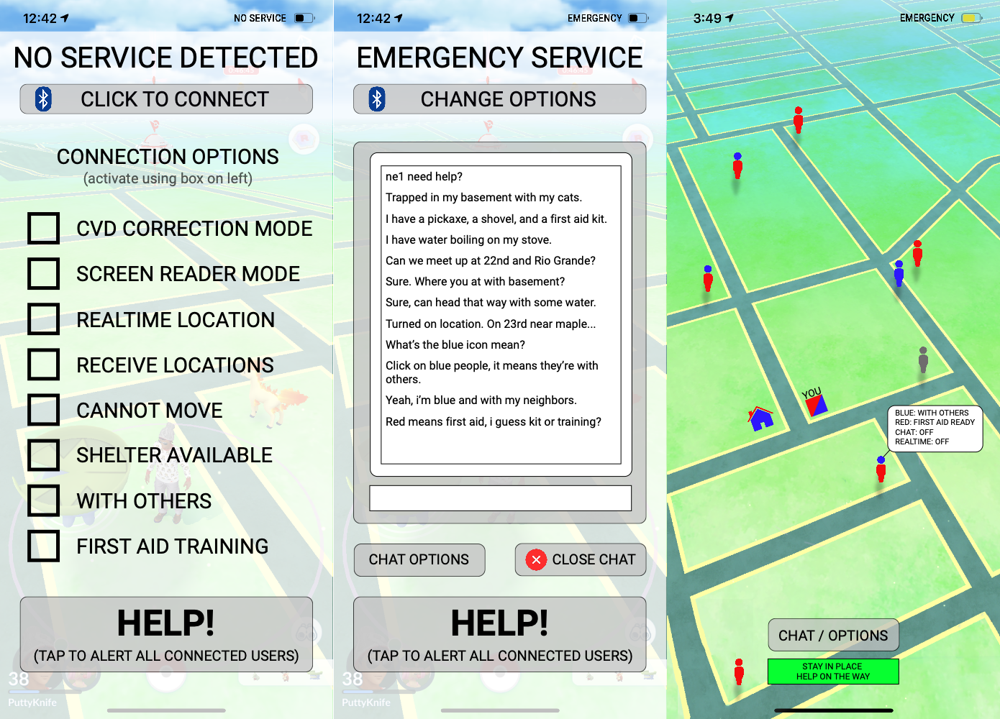 12:42
NO SERVICE
NO SERVICE DETECTED
CLICK TO CONNECT
CONNECTION OPTIONS
(activate using box on left)
CVD CORRECTION MODE
SCREEN READER MODE
REALTIME LOCATION
RECEIVE LOCATIONS
CANNOT MOVE
SHELTER AVAILABLE
WITH OTHERS
FIRST AID TRAINING
HELP!
(TAP TO ALERT ALL CONNECTED USERS)
38
PuttyKnife
12:42
EMERGENCY
EMERGENCY SERVICE
CHANGE OPTIONS
ne1 need help?
Trapped in my basement with my cats.
I have a pickaxe, a shovel, and a first aid kit.
I have water boiling on my stove.
Can we meet up at 22nd and Rio Grande?
Sure. Where you at with basement?
Sure, can head that way with some water.
Turned on location. On 23rd near maple...
What’s the blue icon mean?
Click on blue people, it means they’re with
others.
Yeah, i’m blue and with my neighbors.
Red means first aid, i guess kit or training?
CHAT OPTIONS
CLOSE CHAT
HELP!
(TAP TO ALERT ALL CONNECTED USERS)
38
PuttyKnife
3:49
EMERGENCY
YOU
BLUE: WITH OTHERS
RED: FIRST AID READY
CHAT: OFF
REALTIME: OFF
CHAT / OPTIONS
STAY IN PLACE
HELP ON THE WAY